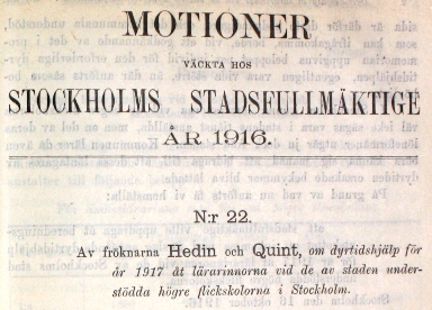 MOTIONER
VÄCKTA HOS
STOCKHOLMS STADSFULLMÄKTIGE
ÅR 1916.
N:r 22.
Av fröknarna Hedin och Quint, om dyrtidshjälp för
år 1917 åt lärarinnorna vid de av staden under-
stödda högre flickskolorna i Stockholm.